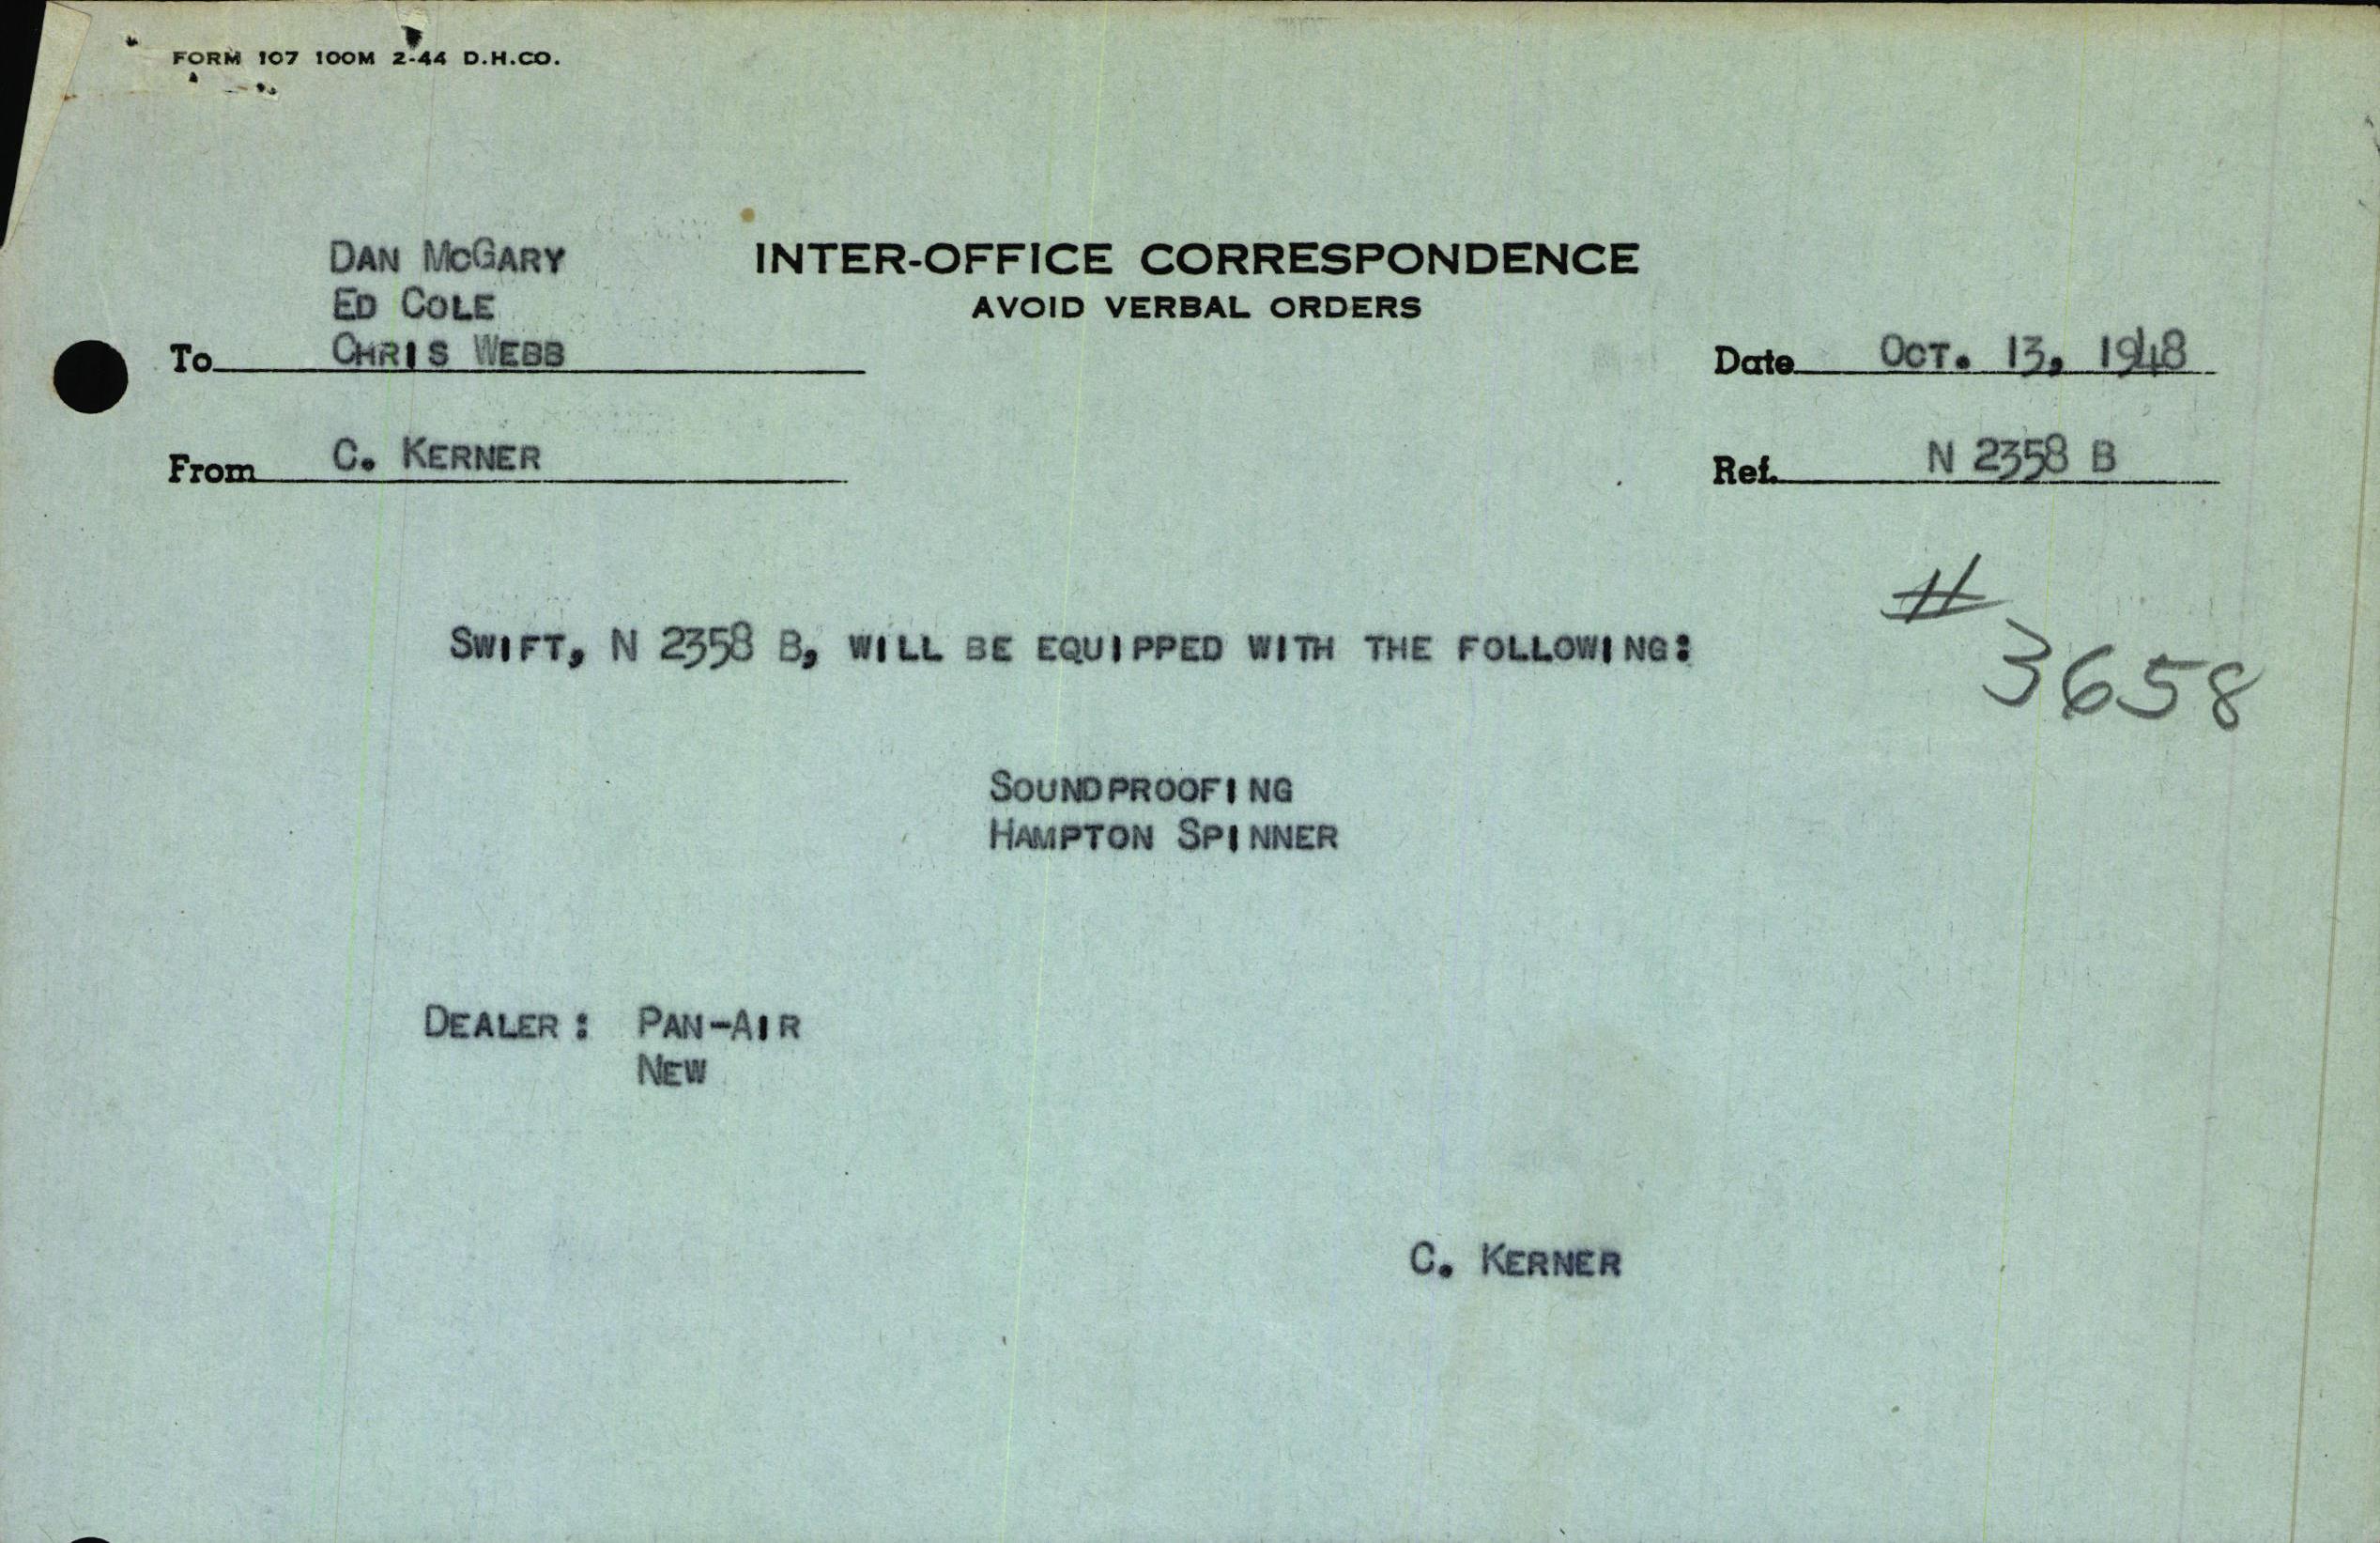 FORM 107 100M 2-44 D.H.CO.
INTER-OFFICE CORRESPONDENCE
AVOID VERBAL ORDERS
DAN MCGARY
ED COLE
To CHRIS WEBB
Date OCT. 13, 1948
From C. KERNER
Ref. N 2358 B
# 3658
SWIFT, N 2358 B, WILL BE EQUIPPED WITH THE FOLLOWING:
SOUNDPROOFING
HAMPTON SPINNER
DEALER: PAN-AIR
NEW
C. KERNER